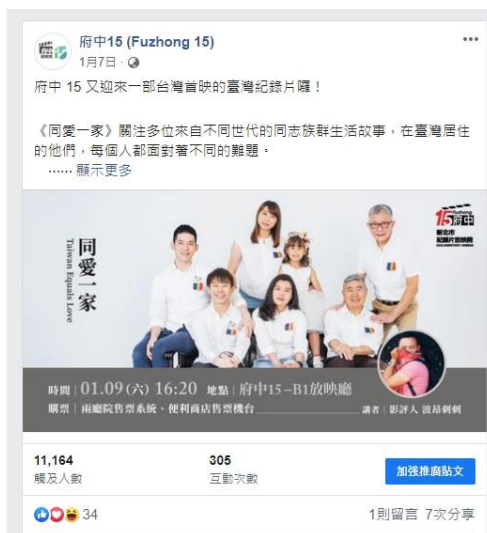 府中15 (Fuzhong 15)
1月7日
府中 15 又迎來一部台灣首映的臺灣紀錄片囉！
《同愛一家》關注多位來自不同世代的同志族群生活故事，在臺灣居住
的他們，每個人都面對著不同的難題。
...... 顯示更多
Fuzhong
15府中
新北市
紀錄片放映院
DOCUMENTARY CINEMA
同愛一家
Taiwan Equals Love
時間｜01.09(六) 16:20 地點｜府中15－B1放映廳
購票｜兩廳院售票系統、便利商店售票機台
講者｜影評人 波昂刺刺
11,164
觸及人數
305
互動次數
加強推廣貼文
34
1則留言 7次分享